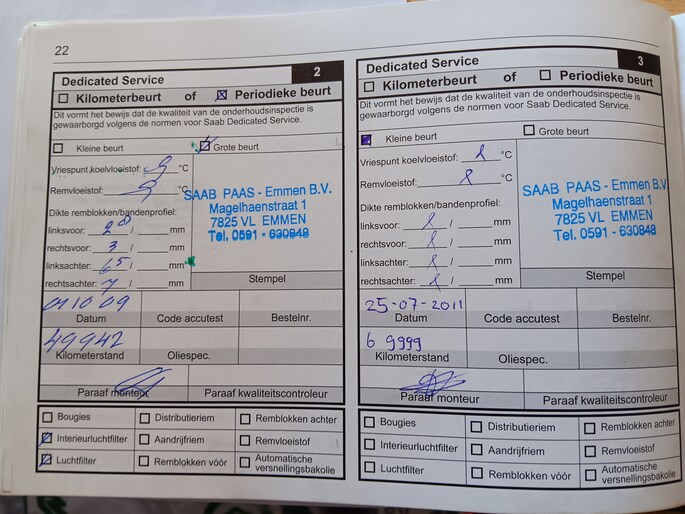 22
Dedicated Service 2
Kilometerbeurt of Periodieke beurt
Dit vormt het bewijs dat de kwaliteit van de onderhoudsinspectie is
gewaarborgd volgens de normen voor Saab Dedicated Service.
Kleine beurt Grote beurt
Vriespunt koelvloeistof: °C
Remvloeistof: °C
SAAB PAAS - Emmen B.V.
Magelhaenstraat 1
7825 VL EMMEN
Tel. 0591 - 630848
Dikte remblokken/bandenprofiel:
linksvoor: / mm
rechtsvoor: 3 / mm
linksachter: 65 / mm
rechtsachter: 7 / mm
Stempel
011009
Datum Code accutest Bestelnr.
49942
Kilometerstand Oliespec.
Paraaf monteur Paraaf kwaliteitscontroleur
Bougies Distributieriem Remblokken achter
Interieurluchtfilter Aandrijfriem Remvloeistof
Luchtfilter Remblokken vóór Automatische
versnellingsbakolie
Dedicated Service 3
Kilometerbeurt of Periodieke beurt
Dit vormt het bewijs dat de kwaliteit van de onderhoudsinspectie is
gewaarborgd volgens de normen voor Saab Dedicated Service.
Kleine beurt Grote beurt
Vriespunt koelvloeistof: °C
Remvloeistof: °C
SAAB PAAS - Emmen B.V.
Magelhaenstraat 1
7825 VL EMMEN
Tel. 0591 - 630848
Dikte remblokken/bandenprofiel:
linksvoor: / mm
rechtsvoor: / mm
linksachter: / mm
rechtsachter: / mm
Stempel
25-07-2011
Datum Code accutest Bestelnr.
69999
Kilometerstand Oliespec.
Paraaf monteur Paraaf kwaliteitscontroleur
Bougies Distributieriem Remblokken achter
Interieurluchtfilter Aandrijfriem Remvloeistof
Luchtfilter Remblokken vóór Automatische
versnellingsbakolie